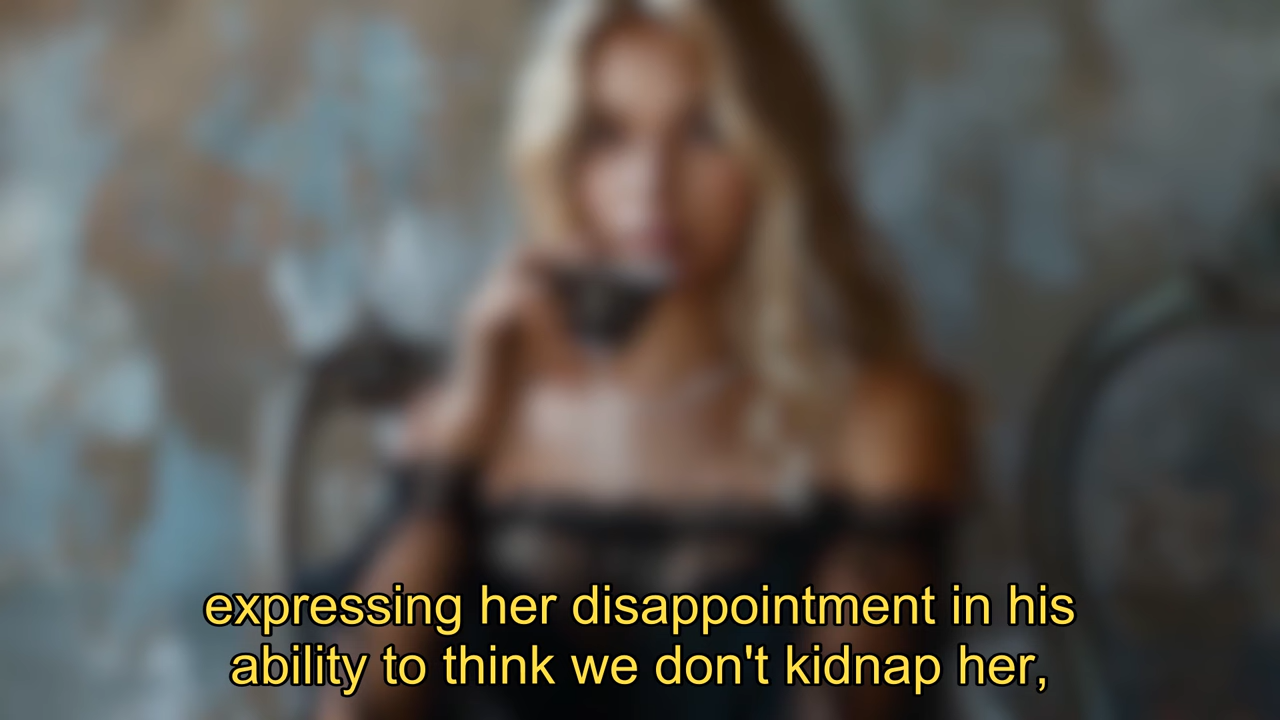 expressing her disappointment in his
ability to think we don't kidnap her,